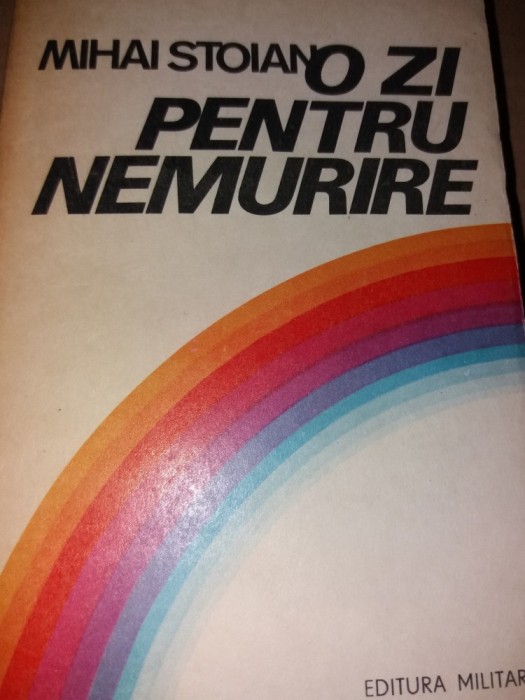 MIHAI STOIAN O ZI
PENTRU
NEMURIRE
EDITURA MILITAR